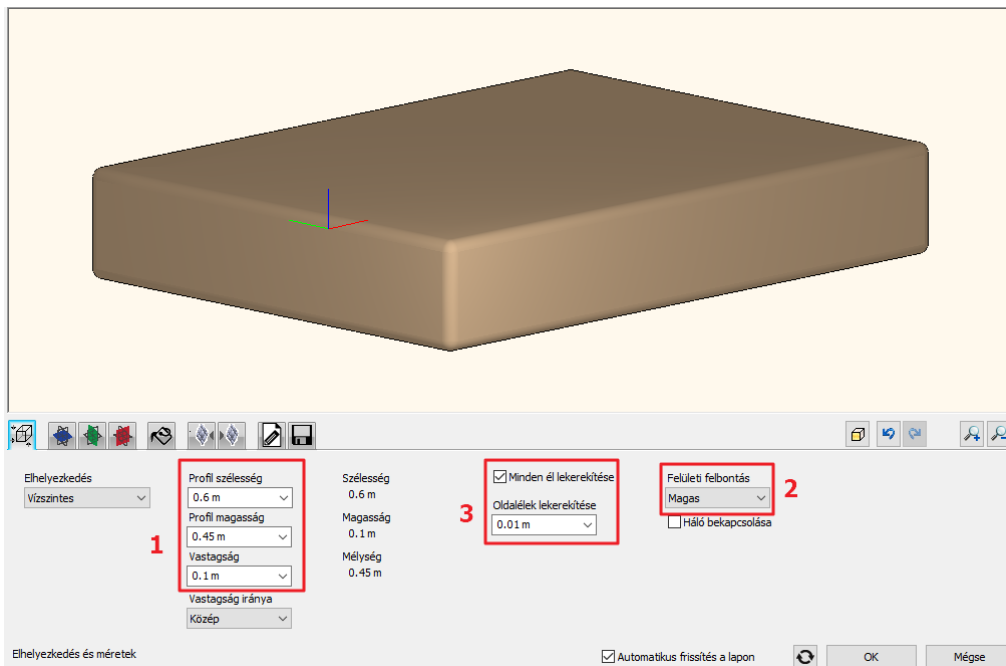 Elhelyezkedés
Vízszintes
1
Profil szélesség
0.6 m
Profil magasság
0.45 m
Vastagság
0.1 m
Vastagság iránya
Közép
Szélesség
0.6 m
Magasság
0.1 m
Mélység
0.45 m
3
Minden él lekerekítése
Oldalélek lekerekítése
0.01 m
Felületi felbontás
Magas
2
Háló bekapcsolása
Elhelyezkedés és méretek
Automatikus frissítés a lapon
OK
Mégse